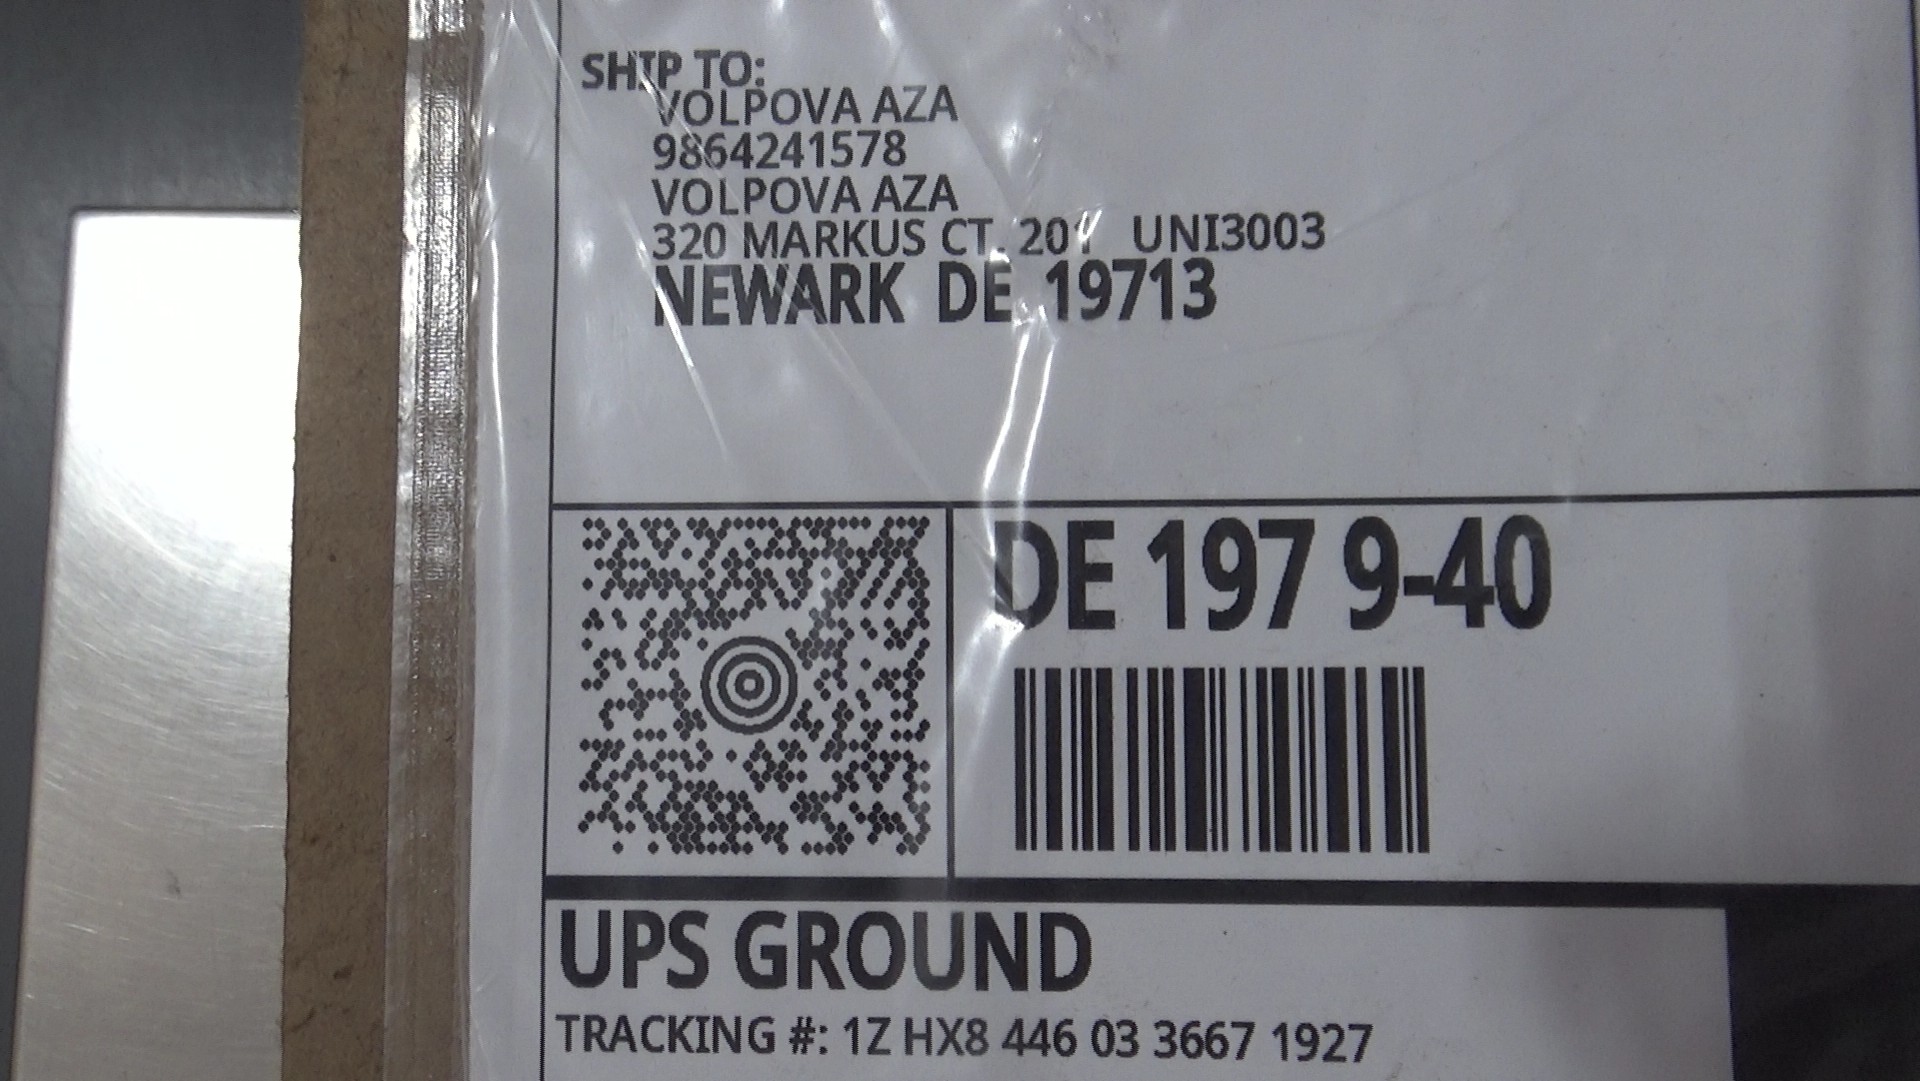 SHIP TO:
VOLPOVA AZA
9864241578
VOLPOVA AZA
320 MARKUS CT. 201 UNI3003
NEWARK DE 19713
DE 197 9-40
UPS GROUND
TRACKING #: 1Z HX8 446 03 3667 1927